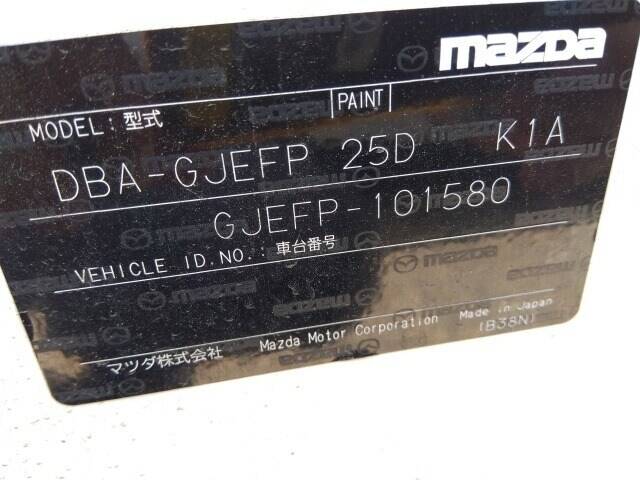 mazda
MODEL: 型式 PAINT
DBA-GJEFP 25D K1A
GJEFP-101580
VEHICLE ID.NO.: 車台番号
マツダ株式会社 Mazda Motor Corporation Made in Japan
(B38N)